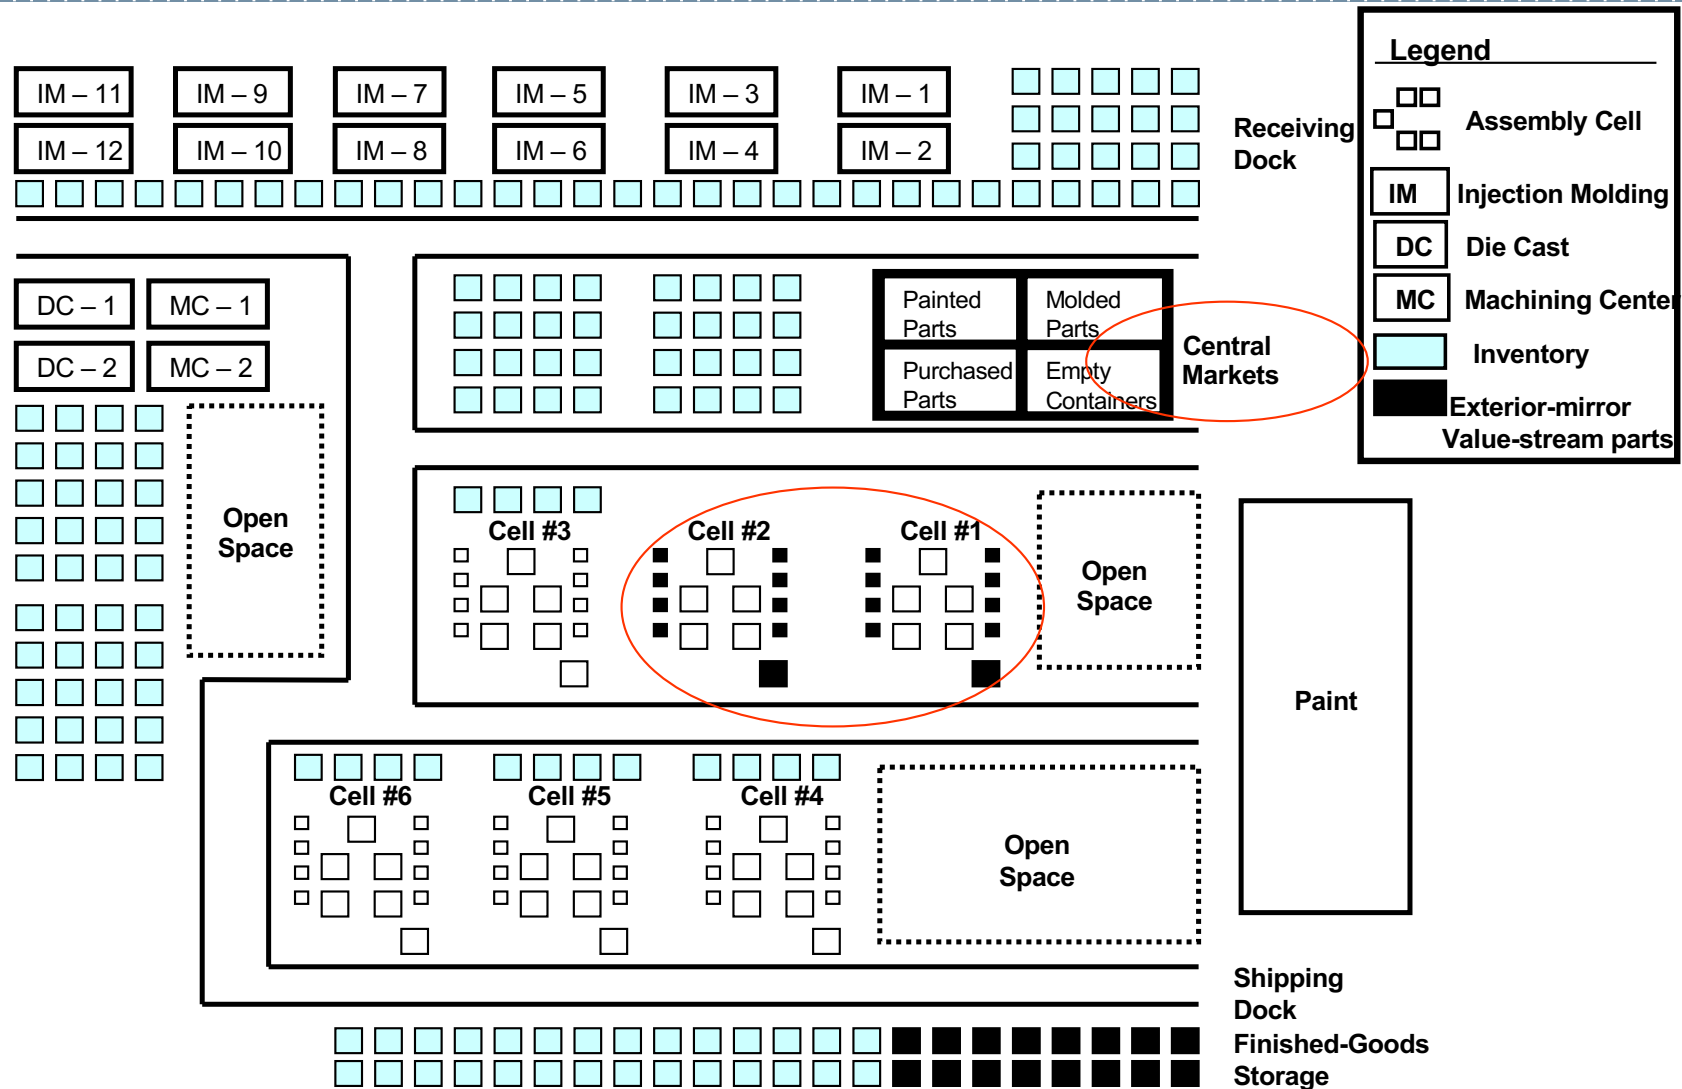 IM – 11
IM – 9
IM – 7
IM – 5
IM – 3
IM – 1
IM – 12
IM – 10
IM – 8
IM – 6
IM – 4
IM – 2
Receiving
Dock
Legend
Assembly Cell
IM
Injection Molding
DC
Die Cast
MC
Machining Center
Inventory
Exterior-mirror
Value-stream parts
DC – 1
MC – 1
DC – 2
MC – 2
Open
Space
Painted
Parts
Molded
Parts
Purchased
Parts
Empty
Containers
Central
Markets
Cell #3
Cell #2
Cell #1
Open
Space
Paint
Cell #6
Cell #5
Cell #4
Open
Space
Shipping
Dock
Finished-Goods
Storage